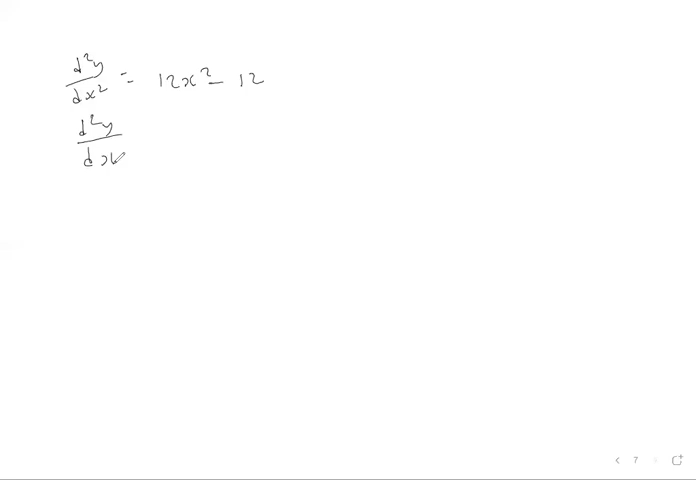 d²y/dx² = 12x² - 12
d²y/dx
7